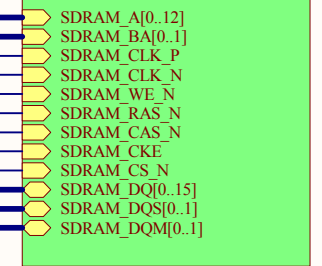 SDRAM_A[0..12]
SDRAM_BA[0..1]
SDRAM_CLK_P
SDRAM_CLK_N
SDRAM_WE_N
SDRAM_RAS_N
SDRAM_CAS_N
SDRAM_CKE
SDRAM_CS_N
SDRAM_DQ[0..15]
SDRAM_DQS[0..1]
SDRAM_DQM[0..1]